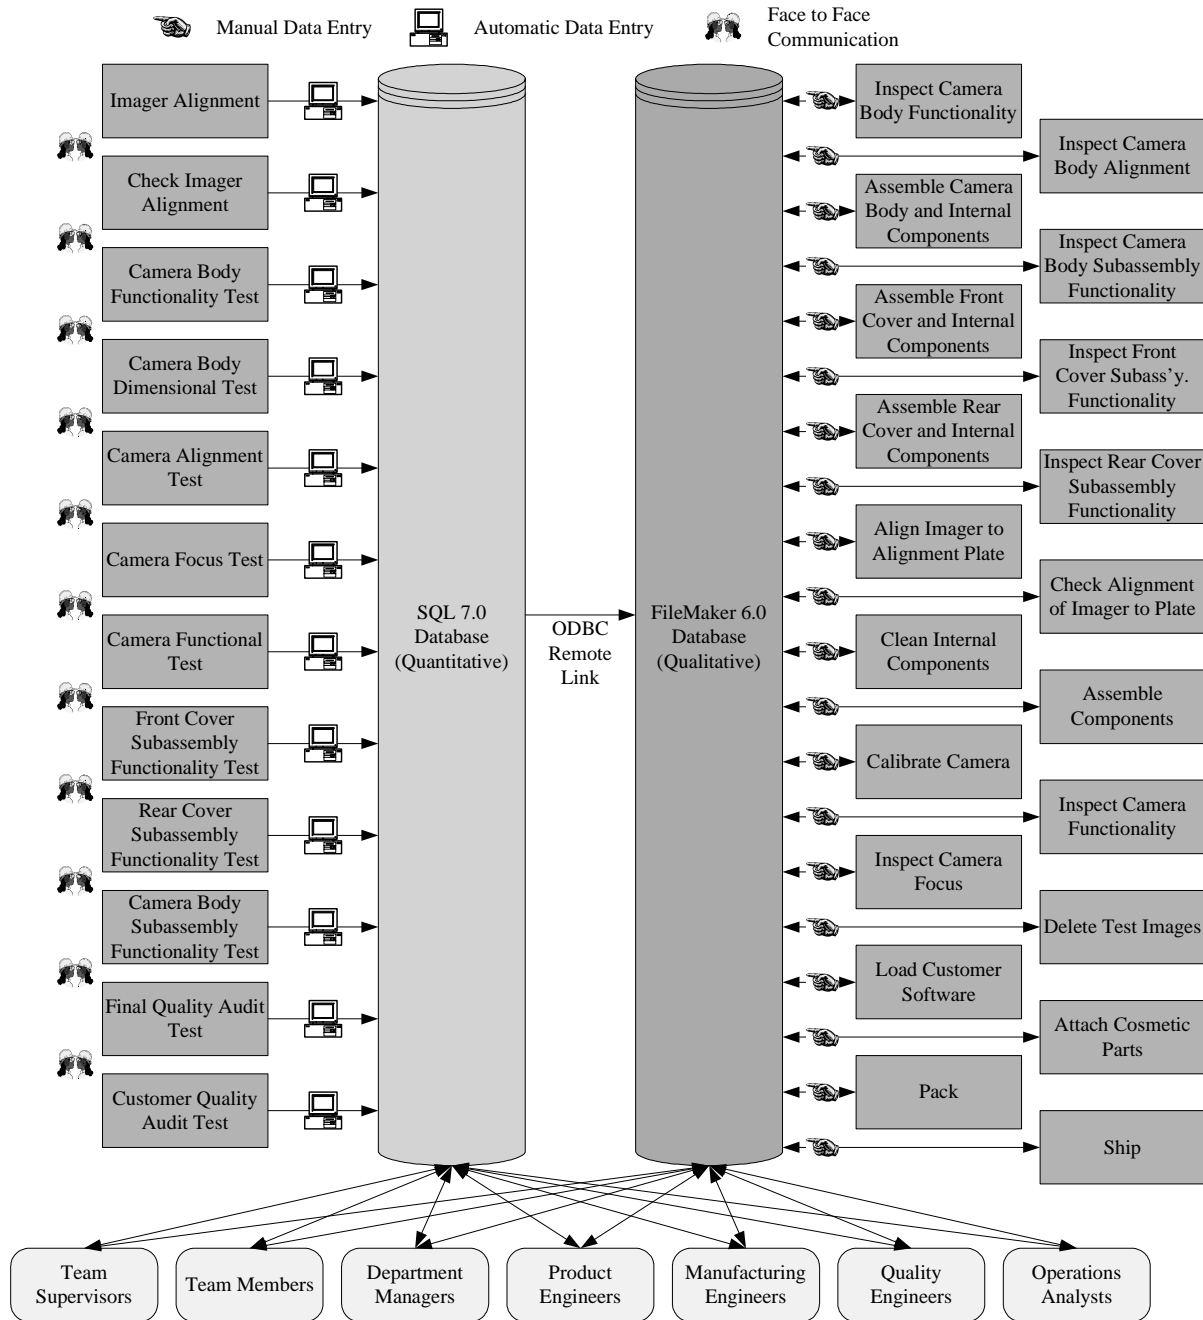 Manual Data Entry
Automatic Data Entry
Face to Face
Communication
Imager Alignment
Check Imager
Alignment
Camera Body
Functionality Test
Camera Body
Dimensional Test
Camera Alignment
Test
Camera Focus Test
Camera Functional
Test
Front Cover
Subassembly
Functionality Test
Rear Cover
Subassembly
Functionality Test
Camera Body
Subassembly
Functionality Test
Final Quality Audit
Test
Customer Quality
Audit Test
SQL 7.0
Database
(Quantitative)
ODBC
Remote
Link
FileMaker 6.0
Database
(Qualitative)
Inspect Camera
Body Functionality
Inspect Camera
Body Alignment
Assemble Camera
Body and Internal
Components
Inspect Camera
Body Subassembly
Functionality
Assemble Front
Cover and Internal
Components
Inspect Front
Cover Subass'y.
Functionality
Assemble Rear
Cover and Internal
Components
Inspect Rear Cover
Subassembly
Functionality
Align Imager to
Alignment Plate
Check Alignment
of Imager to Plate
Clean Internal
Components
Assemble
Components
Calibrate Camera
Inspect Camera
Functionality
Inspect Camera
Focus
Delete Test Images
Load Customer
Software
Attach Cosmetic
Parts
Pack
Ship
Team
Supervisors
Team Members
Department
Managers
Product
Engineers
Manufacturing
Engineers
Quality
Engineers
Operations
Analysts